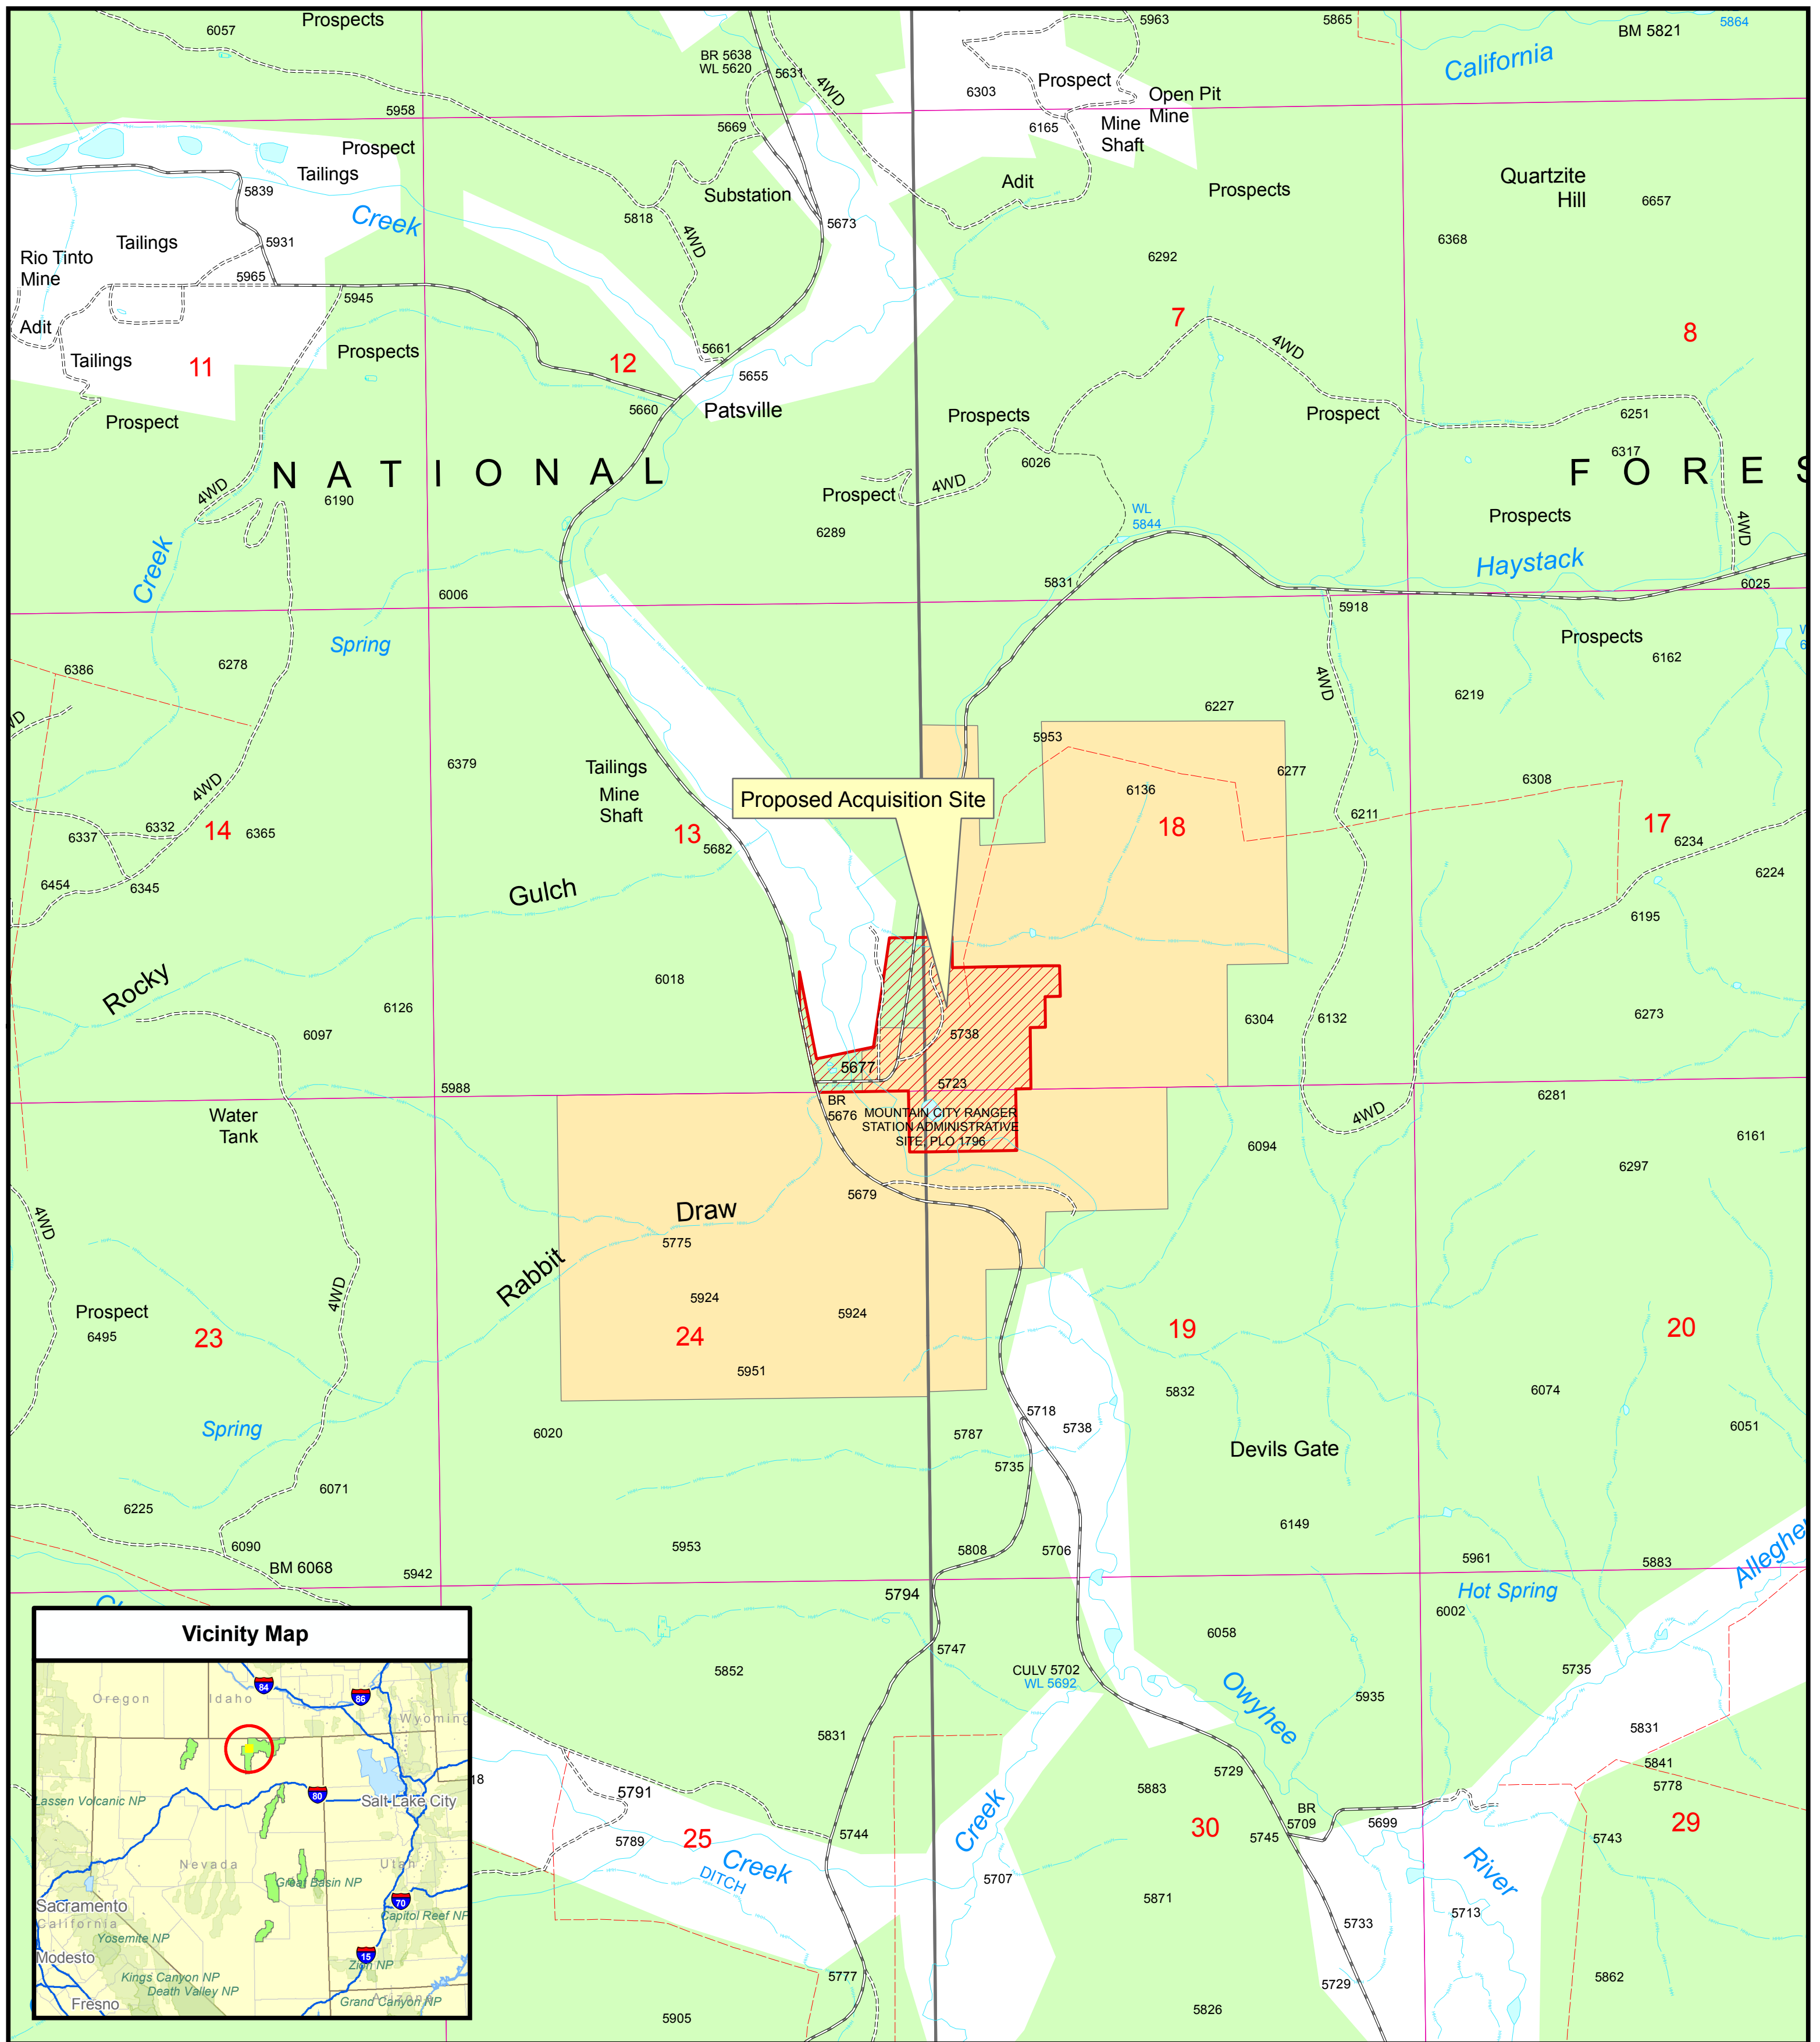 Prospects
6057
5963
5865
5864
BM 5821
BR 5638
WL 5620
5631
4WD
California
Prospect
6303
Open Pit
Mine
5958
5669
6165
Mine
Shaft
Prospect
Tailings
5839
Substation
Adit
Prospects
Quartzite
Hill
6657
Creek
5818
5673
Tailings
5931
4WD
6368
Rio Tinto
Mine
5965
5945
6292
7
8
Adit
Tailings
11
Prospects
12
5661
5655
4WD
Prospect
5660
Patsville
Prospects
Prospect
6251
6317
6026
NATIONAL
FORES
4WD
6190
Prospect
4WD
6289
WL
5844
Prospects
4WD
Creek
Haystack
5831
6025
6006
5918
Spring
Prospects
6386
6278
6162
4WD
6219
6227
5953
6379
Tailings
6277
6308
Mine
Shaft
Proposed Acquisition Site
6136
4WD
6211
14
6332
6337
6365
13
5682
18
17
6234
6454
6345
Gulch
6224
6195
Rocky
6018
6126
6097
5738
6304
6132
6273
5677
5988
5723
6281
Water
Tank
BR
5676
MOUNTAIN CITY RANGER
STATION ADMINISTRATIVE
SITE, PLO 1796
4WD
6094
6161
6297
4WD
5679
Draw
5775
Rabbit
4WD
5924
5924
Prospect
6495
23
24
19
20
5951
5832
6074
Spring
6020
5718
5738
5787
6051
Devils Gate
5735
6071
6225
6149
6090
BM 6068
5953
5808
5706
5961
5883
5942
5794
Hot Spring
6002
Vicinity Map
6058
5747
5852
CULV 5702
WL 5692
5735
Owyhee
5935
5831
5831
5841
5778
5729
5883
5791
BR
5709
5699
5745
25
5789
5744
Creek
30
29
5743
Creek
DITCH
River
5707
5871
5713
5733
5777
5729
5862
5905
5826
Oregon
Idaho
84
86
Wyoming
80
Salt Lake City
Lassen Volcanic NP
Nevada
Utah
Great Basin NP
70
Sacramento
California
Capitol Reef NP
Yosemite NP
Modesto
15
Zion NP
Kings Canyon NP
Death Valley NP
Fresno
Arizona
Grand Canyon NP